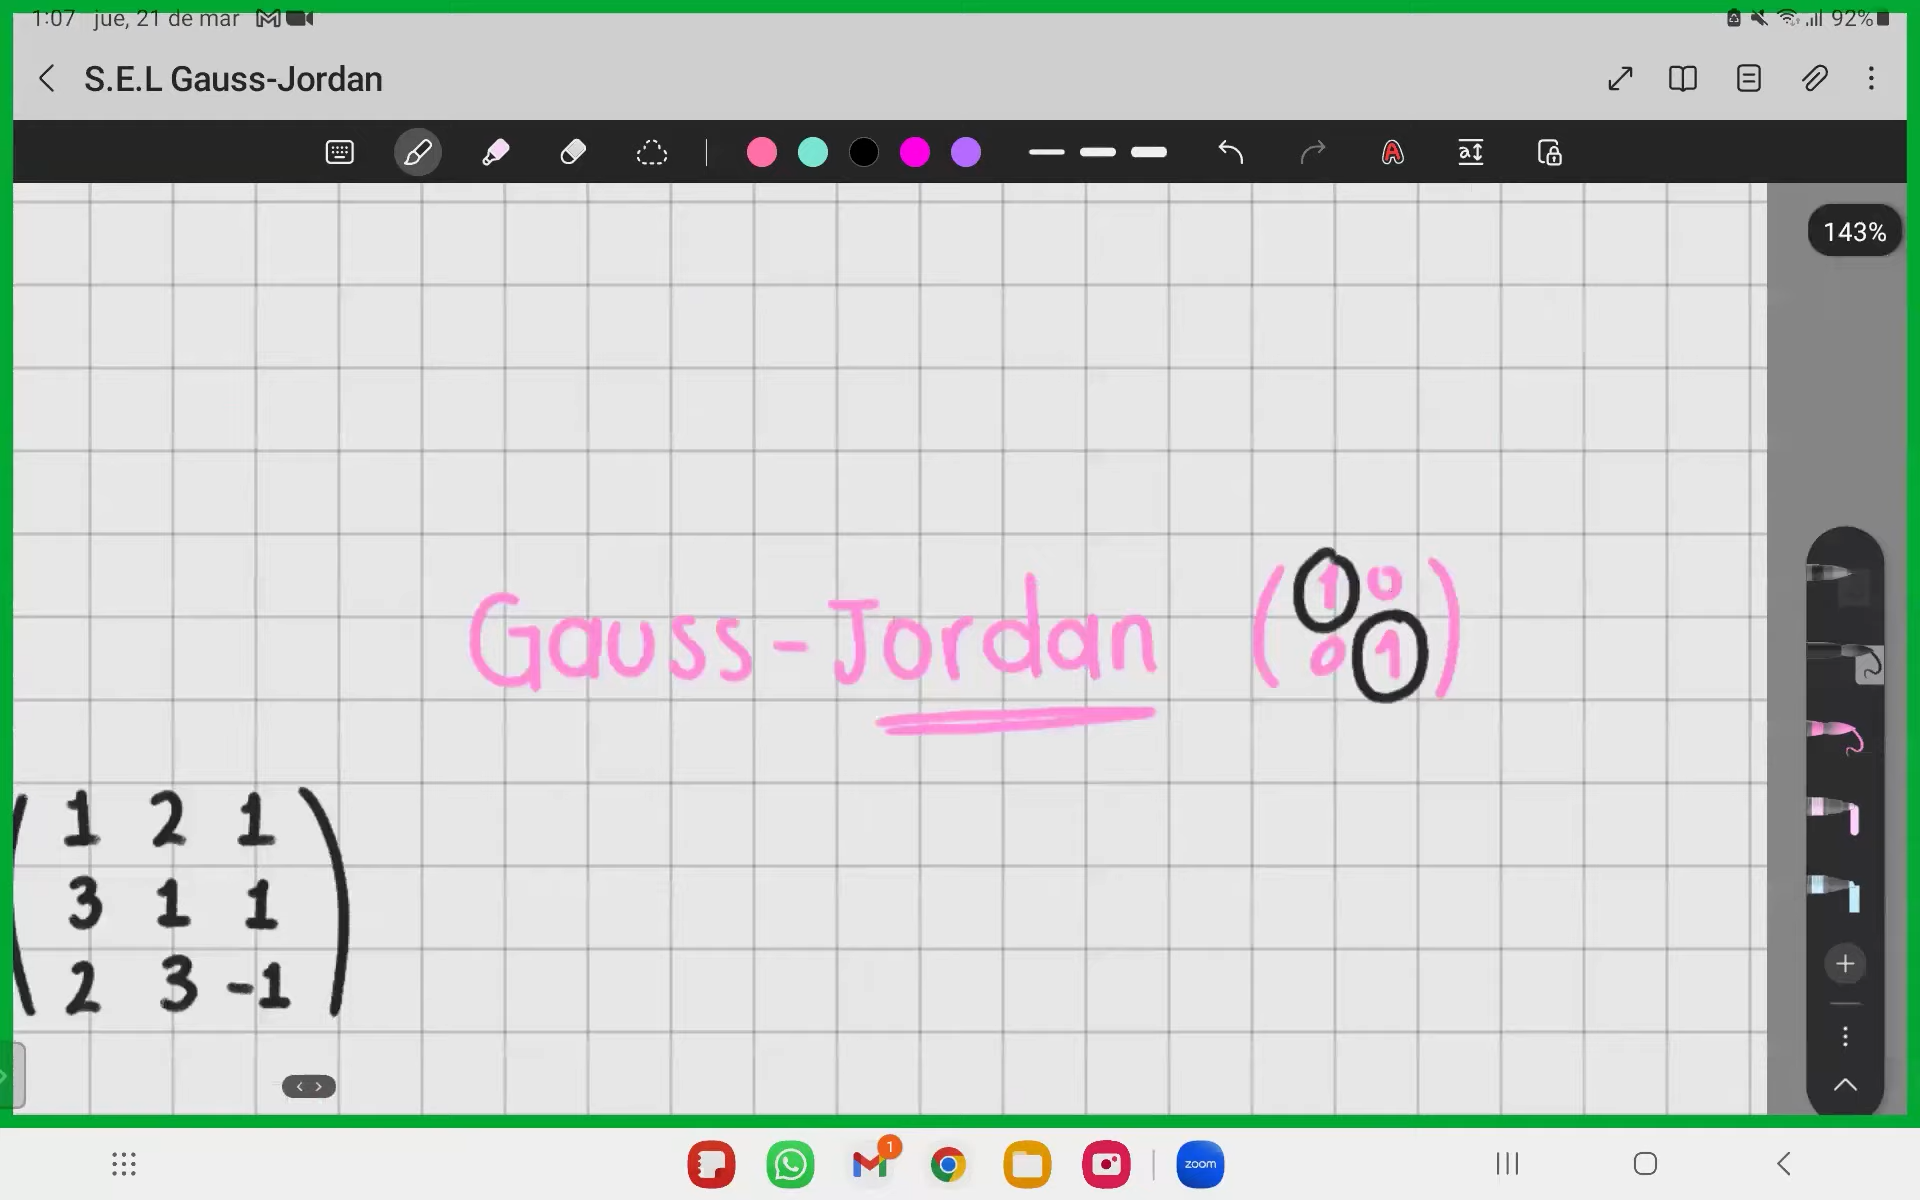 1:07 jue, 21 de mar 92%
S.E.L Gauss-Jordan
A a
143%
Gauss-Jordan ( 1 0 )
0 1
1 2 1
3 1 1
2 3 -1
1
zoom